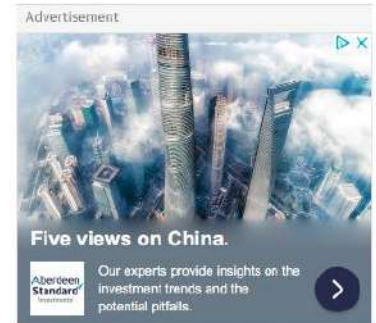 Advertisement
Five views on China.
Aberdeen
Standard
Investments
Our experts provide insights on the
investment trends and the
potential pitfalls.